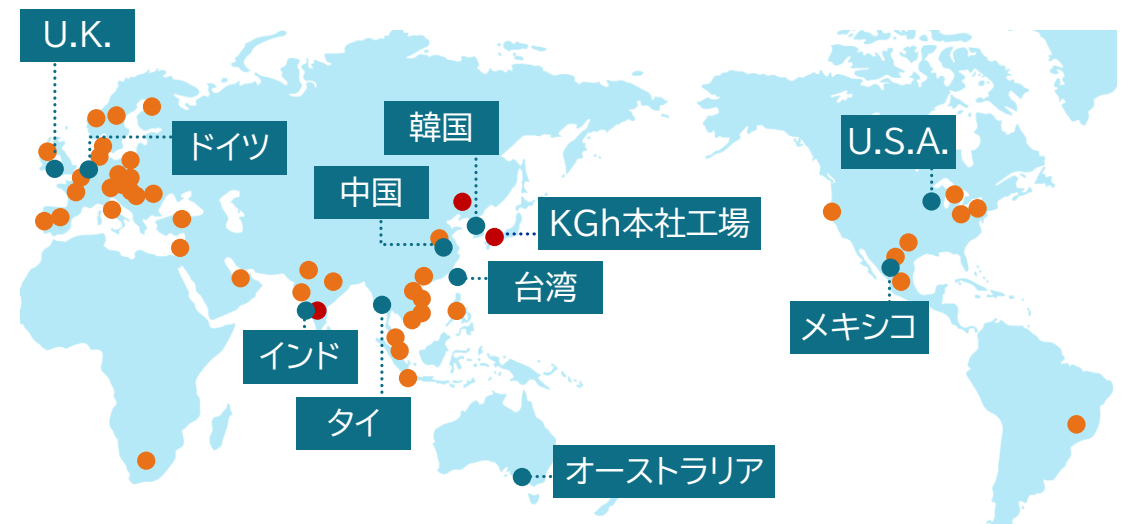 U.K.
ドイツ
韓国
U.S.A.
中国
KGh本社工場
台湾
メキシコ
インド
タイ
オーストラリア